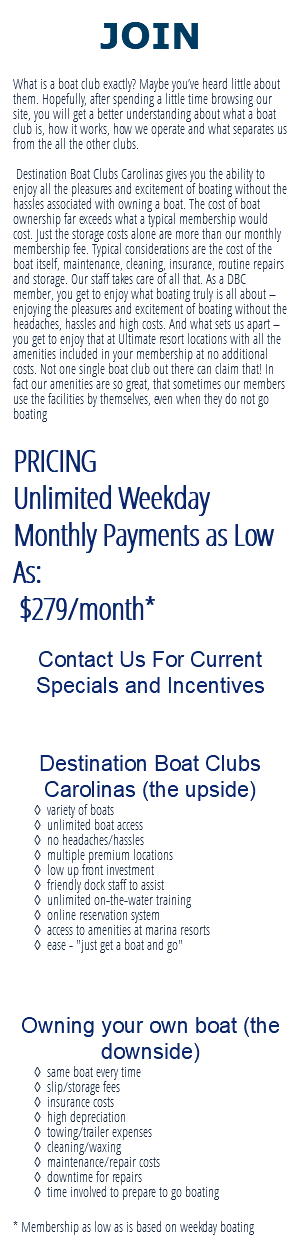 JOIN
What is a boat club exactly? Maybe you've heard little about
them. Hopefully, after spending a little time browsing our
site, you will get a better understanding about what a boat
club is, how it works, how we operate and what separates us
from the all the other clubs.
Destination Boat Clubs Carolinas gives you the ability to
enjoy all the pleasures and excitement of boating without the
hassles associated with owning a boat. The cost of boat
ownership far exceeds what a typical membership would
cost. Just the storage costs alone are more than our monthly
membership fee. Typical considerations are the cost of the
boat itself, maintenance, cleaning, insurance, routine repairs
and storage. Our staff takes care of all that. As a DBC
member, you get to enjoy what boating truly is all about –
enjoying the pleasures and excitement of boating without the
headaches, hassles and high costs. And what sets us apart –
you get to enjoy that at Ultimate resort locations with all the
amenities included in your membership at no additional
costs. Not one single boat club out there can claim that! In
fact our amenities are so great, that sometimes our members
use the facilities by themselves, even when they do not go
boating
PRICING
Unlimited Weekday
Monthly Payments as Low
As:
$279/month*
Contact Us For Current
Specials and Incentives
Destination Boat Clubs
Carolinas (the upside)
◊ variety of boats
◊ unlimited boat access
◊ no headaches/hassles
◊ multiple premium locations
◊ low up front investment
◊ friendly dock staff to assist
◊ unlimited on-the-water training
◊ online reservation system
◊ access to amenities at marina resorts
◊ ease - "just get a boat and go"
Owning your own boat (the
downside)
◊ same boat every time
◊ slip/storage fees
◊ insurance costs
◊ high depreciation
◊ towing/trailer expenses
◊ cleaning/waxing
◊ maintenance/repair costs
◊ downtime for repairs
◊ time involved to prepare to go boating
* Membership as low as is based on weekday boating